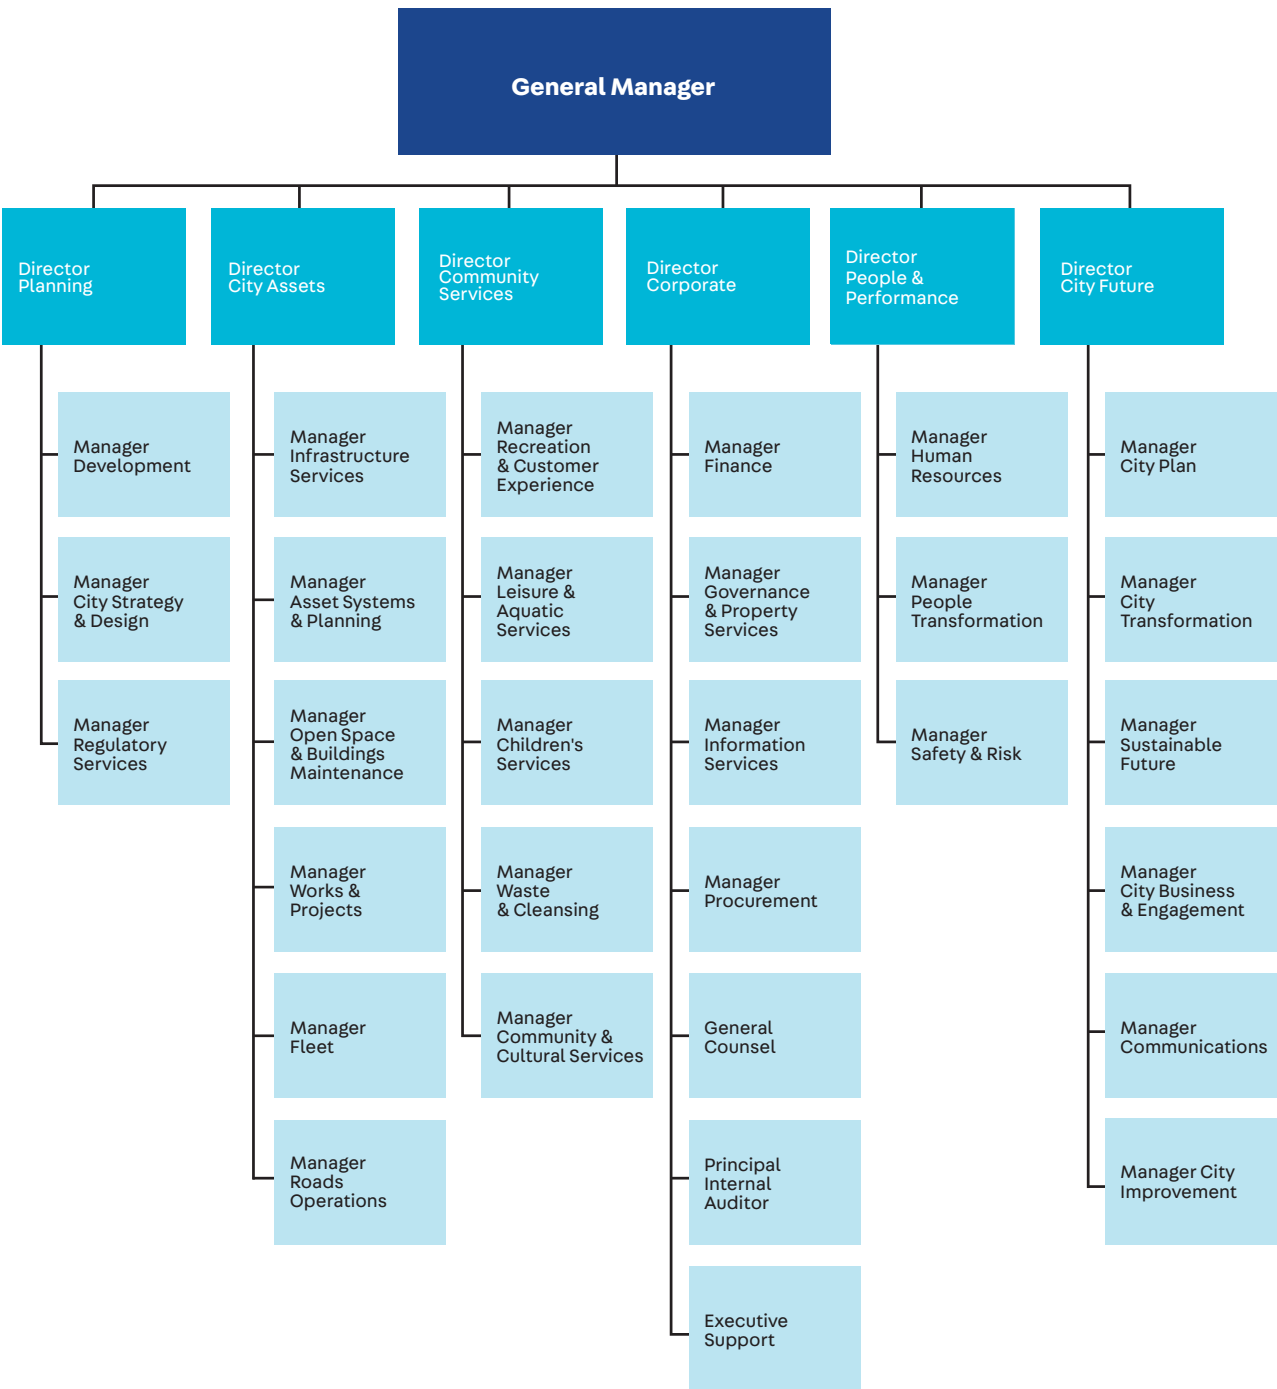 General Manager
Director
Planning
Director
City Assets
Director
Community
Services
Director
Corporate
Director
People &
Performance
Director
City Future
Manager
Development
Manager
City Strategy
& Design
Manager
Regulatory
Services
Manager
Infrastructure
Services
Manager
Asset Systems
& Planning
Manager
Open Space
& Buildings
Maintenance
Manager
Works &
Projects
Manager
Fleet
Manager
Roads
Operations
Manager
Recreation
& Customer
Experience
Manager
Leisure &
Aquatic
Services
Manager
Children's
Services
Manager
Waste
& Cleansing
Manager
Community &
Cultural Services
Manager
Finance
Manager
Governance
& Property
Services
Manager
Information
Services
Manager
Procurement
General
Counsel
Principal
Internal
Auditor
Executive
Support
Manager
Human
Resources
Manager
People
Transformation
Manager
Safety & Risk
Manager
City Plan
Manager
City
Transformation
Manager
Sustainable
Future
Manager
City Business
& Engagement
Manager
Communications
Manager City
Improvement